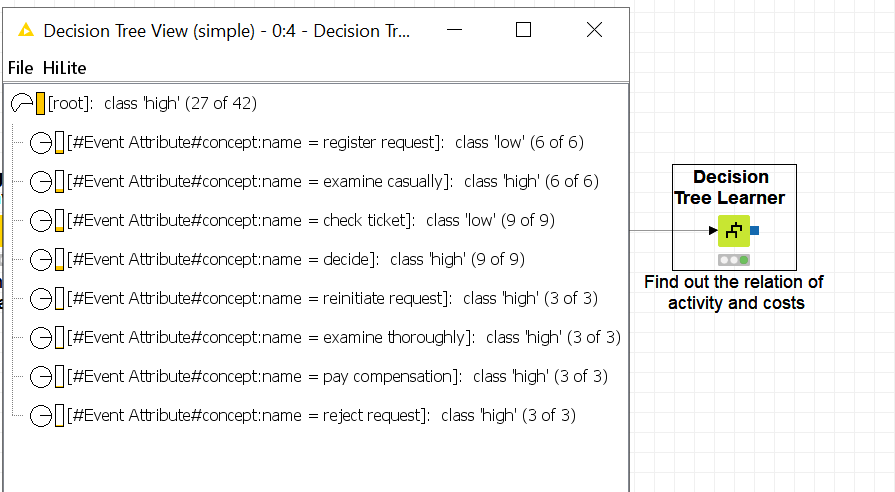 Decision Tree View (simple) - 0:4 - Decision Tr...
File HiLite
[root]: class 'high' (27 of 42)
[#Event Attribute#concept:name = register request]: class 'low' (6 of 6)
[#Event Attribute#concept:name = examine casually]: class 'high' (6 of 6)
[#Event Attribute#concept:name = check ticket]: class 'low' (9 of 9)
[#Event Attribute#concept:name = decide]: class 'high' (9 of 9)
[#Event Attribute#concept:name = reinitiate request]: class 'high' (3 of 3)
[#Event Attribute#concept:name = examine thoroughly]: class 'high' (3 of 3)
[#Event Attribute#concept:name = pay compensation]: class 'high' (3 of 3)
[#Event Attribute#concept:name = reject request]: class 'high' (3 of 3)
Decision
Tree Learner
Find out the relation of
activity and costs